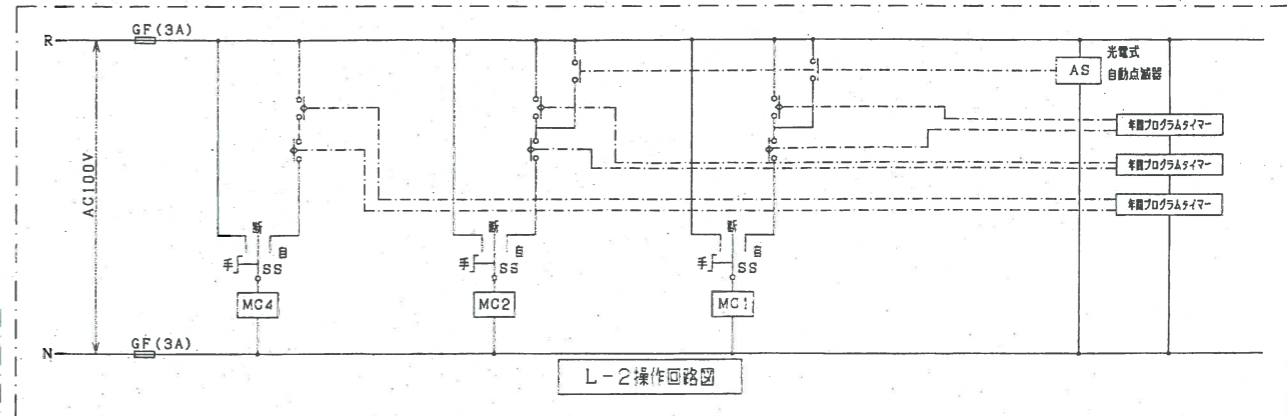 GF(3A)
R
光電式
AS
自動点滅器
年間プログラムタイマー
年間プログラムタイマー
年間プログラムタイマー
AC100V
断
自
手
SS
MC4
断
自
手
SS
MC2
断
自
手
SS
MC1
GF(3A)
N
L-2操作回路図